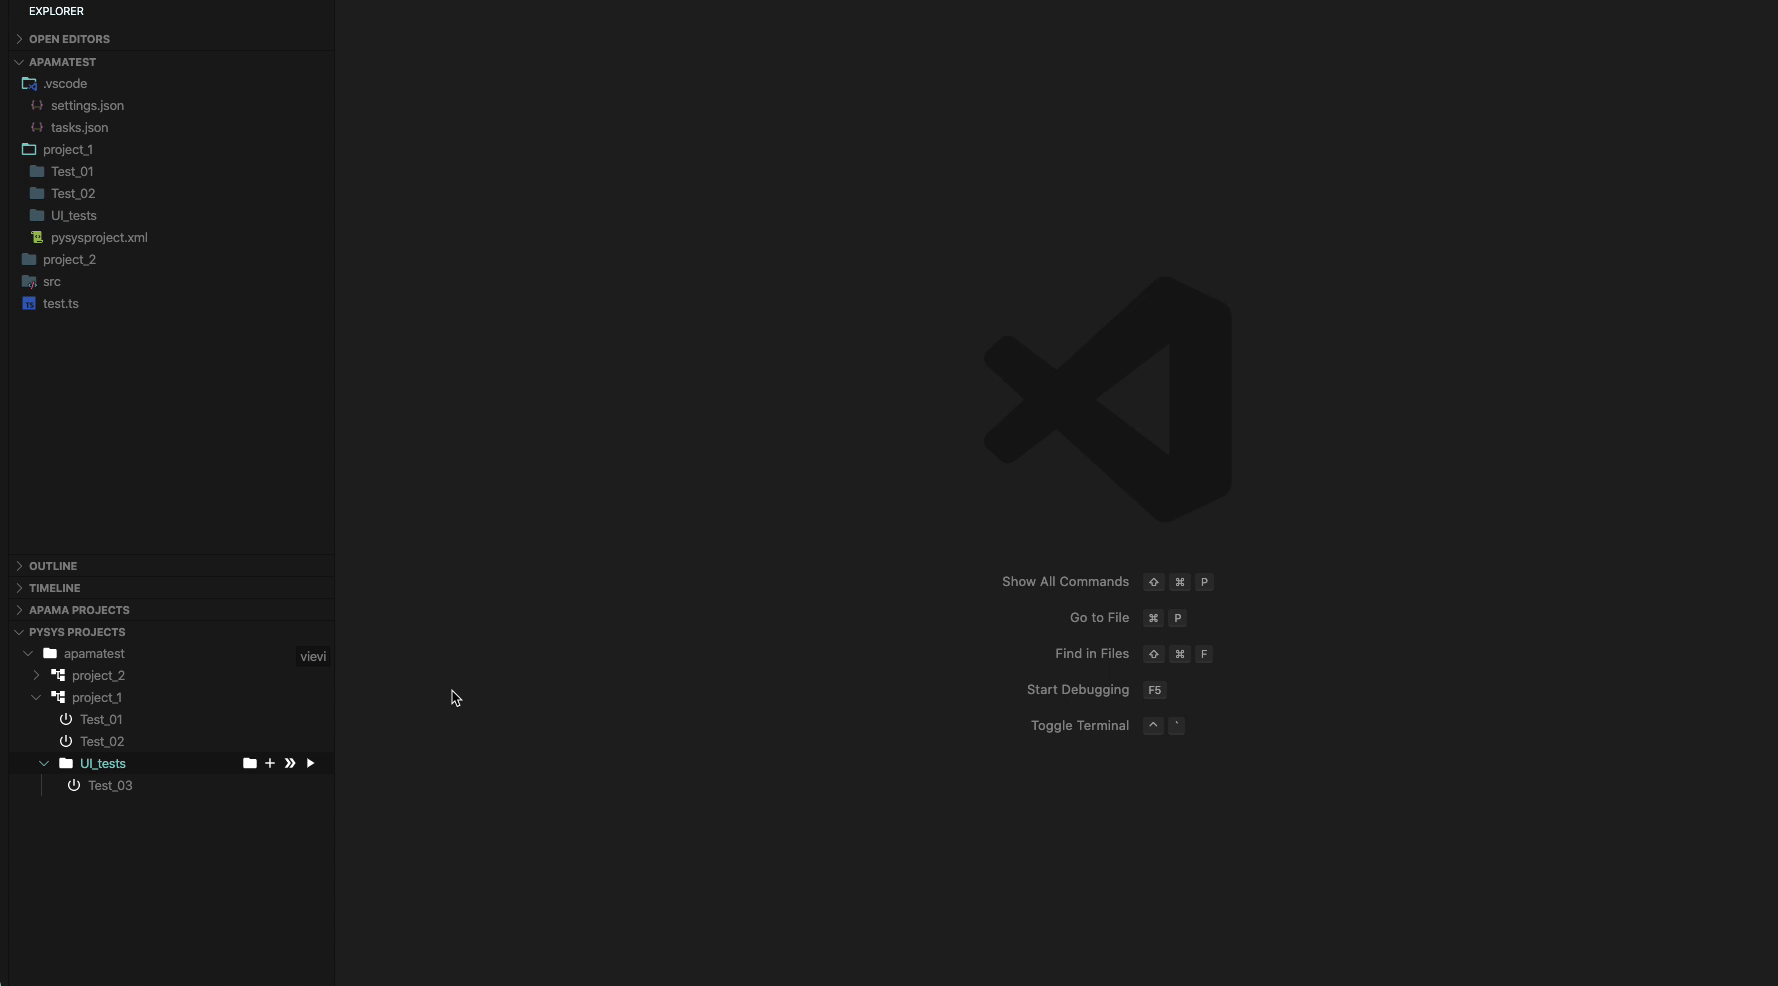 EXPLORER
OPEN EDITORS
APAMATEST
.vscode
settings.json
tasks.json
project_1
Test_01
Test_02
UI_tests
pysysproject.xml
project_2
src
test.ts
OUTLINE
TIMELINE
APAMA PROJECTS
PYSYS PROJECTS
apamatest
vievi
project_2
project_1
Test_01
Test_02
UI_tests
Test_03
Show All Commands ⇧ ⌘ P
Go to File ⌘ P
Find in Files ⇧ ⌘ F
Start Debugging F5
Toggle Terminal ^ `